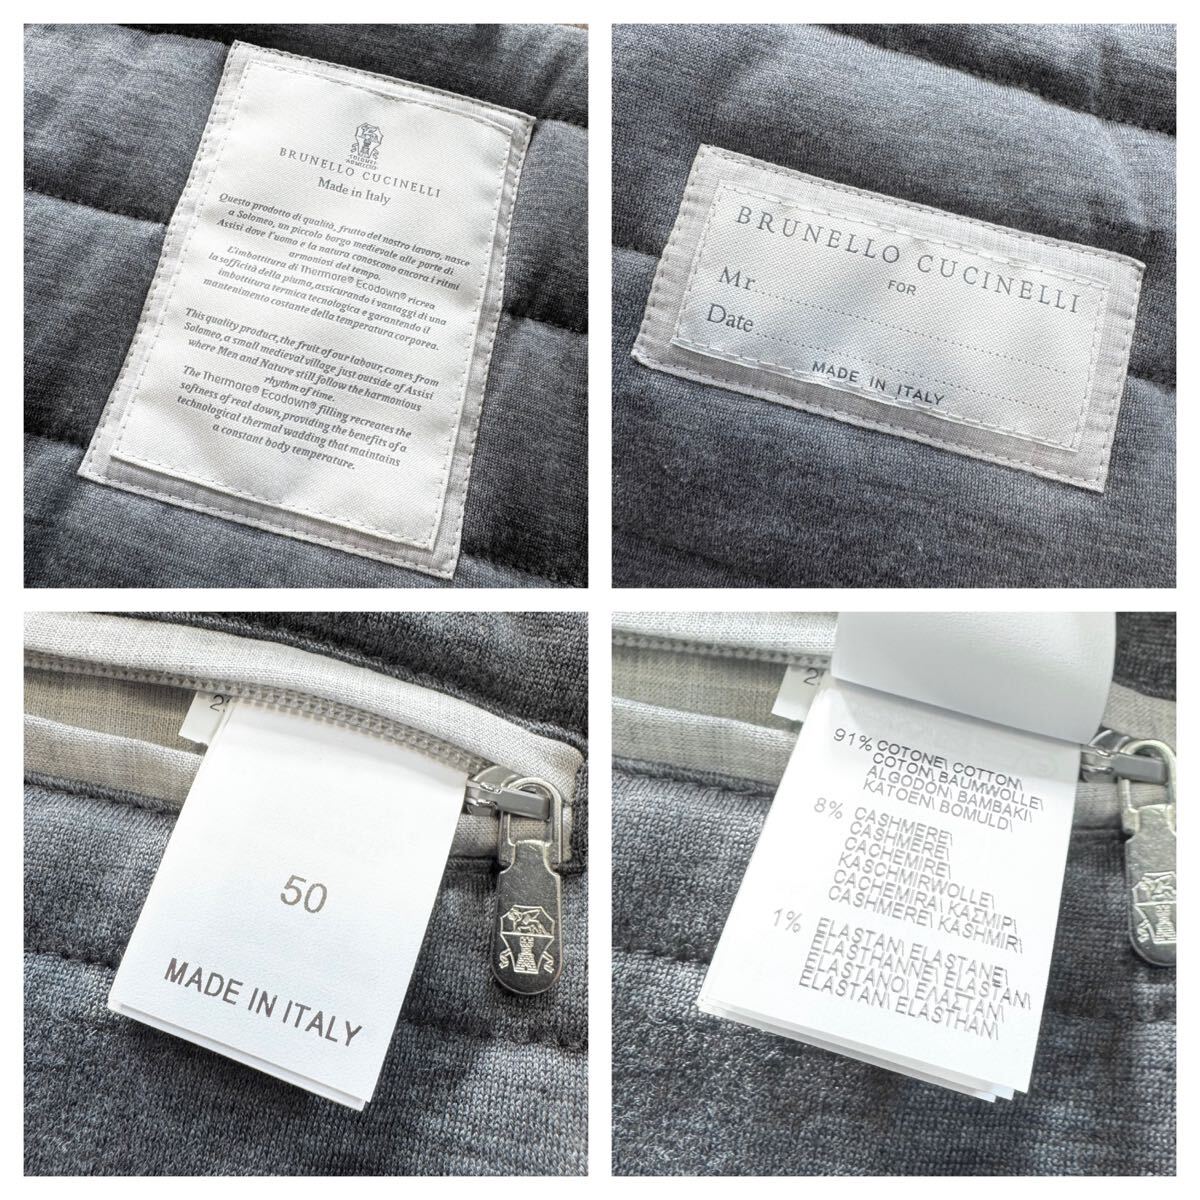 BRUNELLO CUCINELLI
Made in Italy
Questo prodotto di qualità, frutto del nostro lavoro, nasce
a Solomeo, un piccolo borgo medievale alle porte di
Assisi dove l'uomo e la natura conoscono ancora i ritmi
armoniosi del tempo.
L'imbottitura di Thermore® Ecodown® ricrea
la sofficità della piuma, assicurando i vantaggi di una
imbottitura termica tecnologica e garantendo il
mantenimento costante della temperatura corporea.
This quality product, the fruit of our labour, comes from
Solomeo, a small medieval village just outside of Assisi
where Men and Nature still follow the harmonious
rhythm of time.
The Thermore® Ecodown® filling recreates the
softness of real down, providing the benefits of a
technological thermal wadding that maintains
a constant body temperature.
BRUNELLO CUCINELLI
FOR
Mr.
Date
MADE IN ITALY
50
MADE IN ITALY
91% COTONE\ COTTON\
COTON\ BAUMWOLLE\
ALGODÓN\ BAMBAKI\
KATOEN\ BOMULD\
8% CASHMERE\
CASHMERE\
CACHEMIRE\
KASCHMIRWOLLE\
CACHEMIRA\ ΚΑΣΜΙΡ\
CASHMERE\ KASHMIR\
1% ELASTAN\ ELASTANE\
ELASTHANNE\ ELASTAN\
ELASTANO\ ΕΛΑΣΤΑΝ\
ELASTAN\ ELASTHAN\